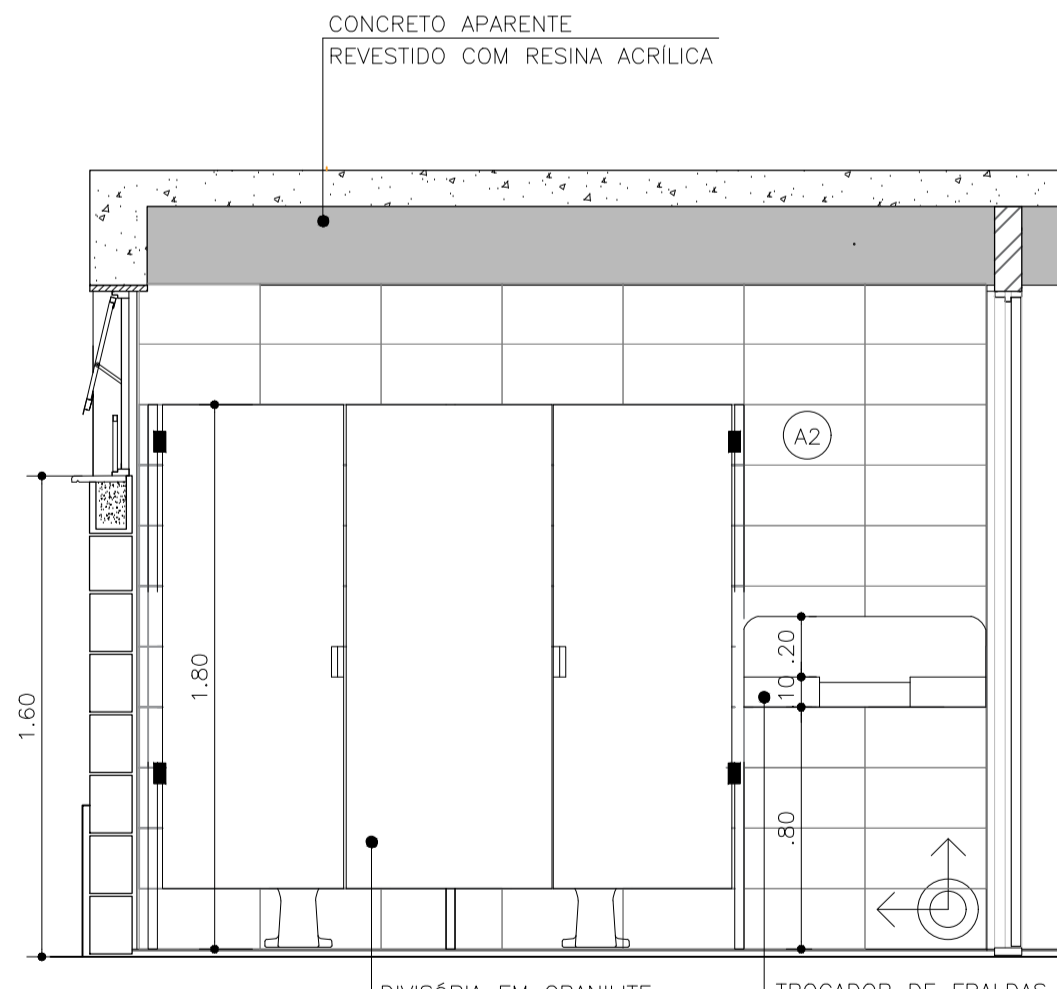 CONCRETO APARENTE
REVESTIDO COM RESINA ACRÍLICA
A2
1.60
1.80
.20
10
.80
DIVISÓRIA EM GRANILITE
TROCADOR DE FRALDAS